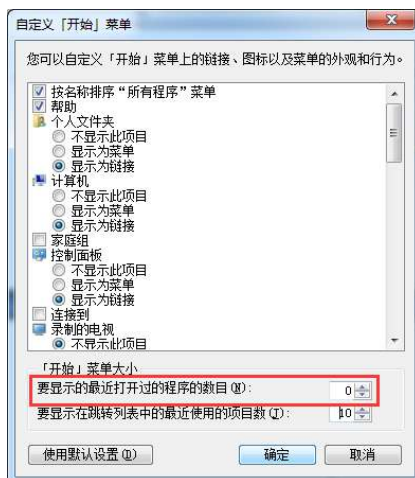 自定义「开始」菜单
您可以自定义「开始」菜单上的链接、图标以及菜单的外观和行为。
按名称排序“所有程序”菜单
帮助
个人文件夹
不显示此项目
显示为菜单
显示为链接
计算机
不显示此项目
显示为菜单
显示为链接
家庭组
控制面板
不显示此项目
显示为菜单
显示为链接
连接到
录制的电视
不显示此项目
「开始」菜单大小
要显示的最近打开过的程序的数目(N): 0
要显示在跳转列表中的最近使用的项目数(J): 10
使用默认设置(D) 确定 取消